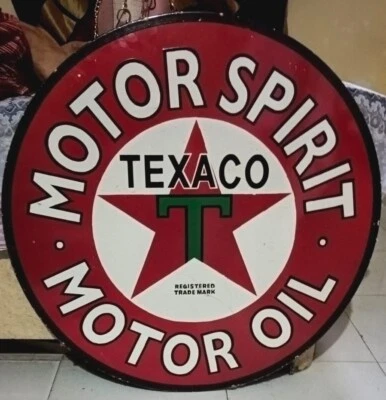 MOTOR SPIRIT
TEXACO
T
REGISTERED
TRADE MARK
MOTOR OIL